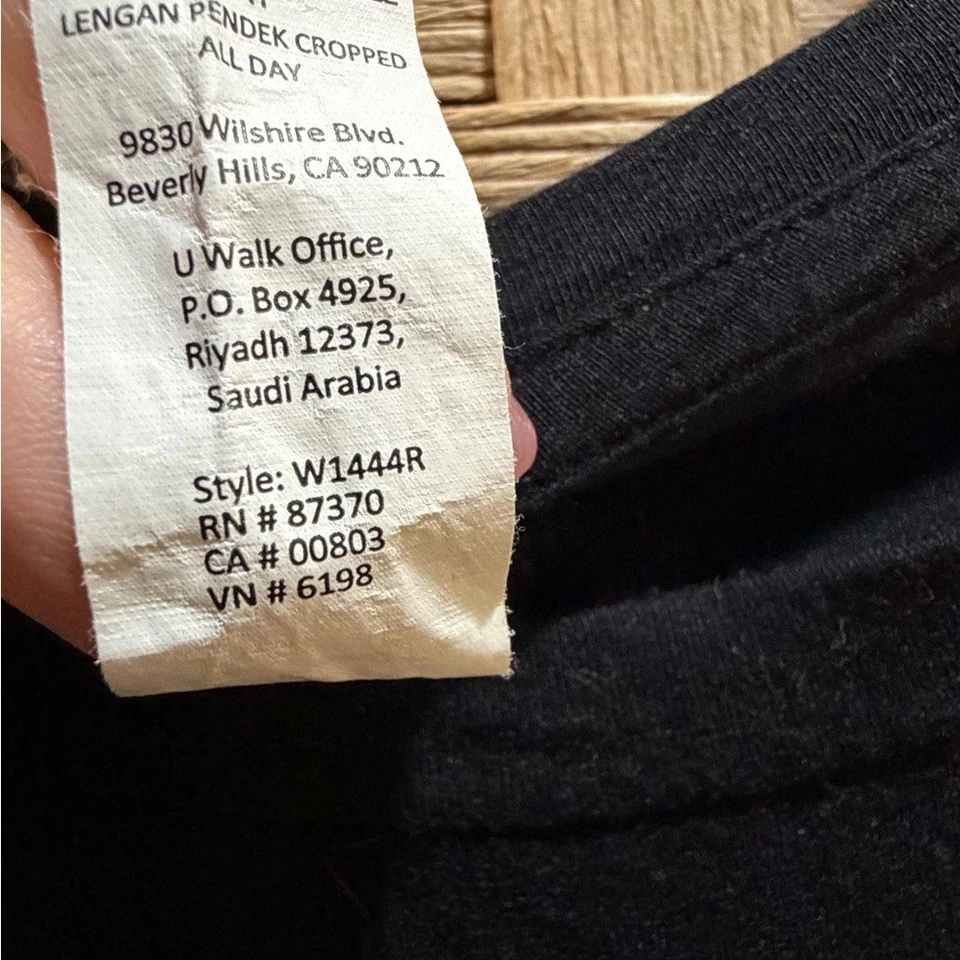 LENGAN PENDEK CROPPED
ALL DAY
9830 Wilshire Blvd.
Beverly Hills, CA 90212
U Walk Office,
P.O. Box 4925,
Riyadh 12373,
Saudi Arabia
Style: W1444R
RN # 87370
CA # 00803
VN # 6198